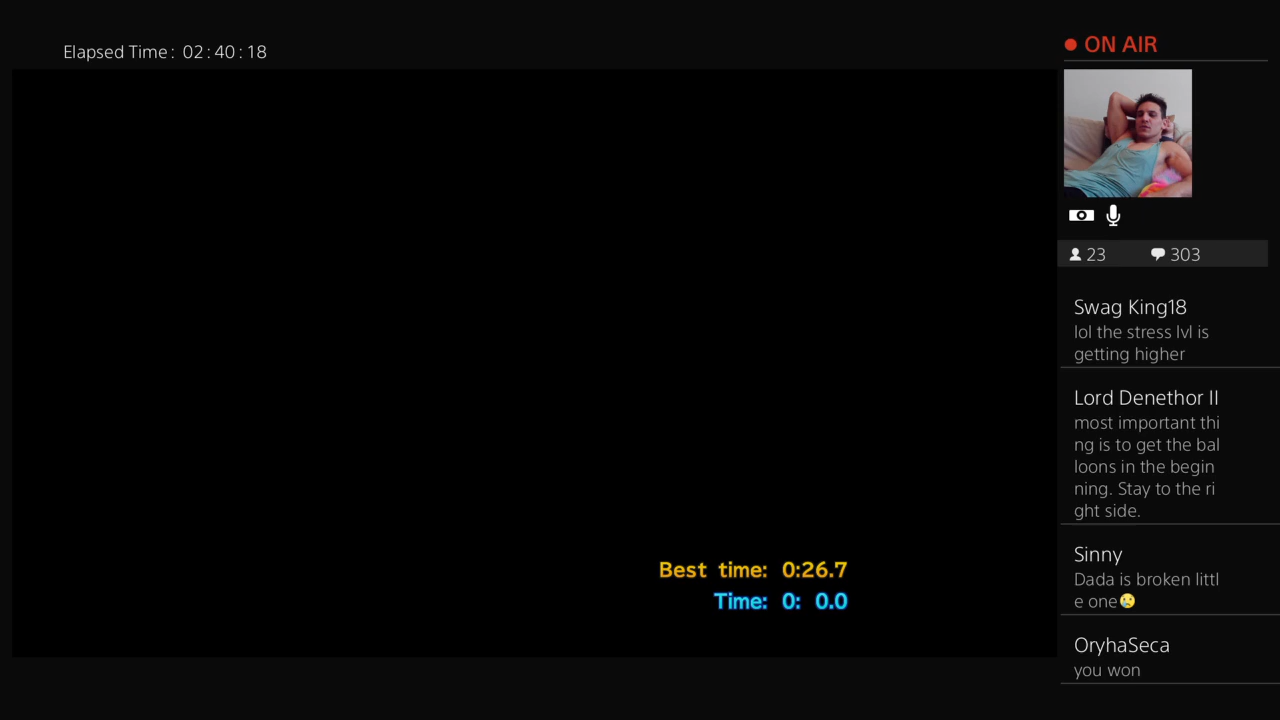 Elapsed Time: 02:40:18
ON AIR
23 303
Swag King18
lol the stress lvl is
getting higher
Lord Denethor II
most important thi
ng is to get the bal
loons in the begin
ning. Stay to the ri
ght side.
Sinny
Dada is broken littl
e one😢
OryhaSeca
you won
Best time: 0:26.7
Time: 0: 0.0